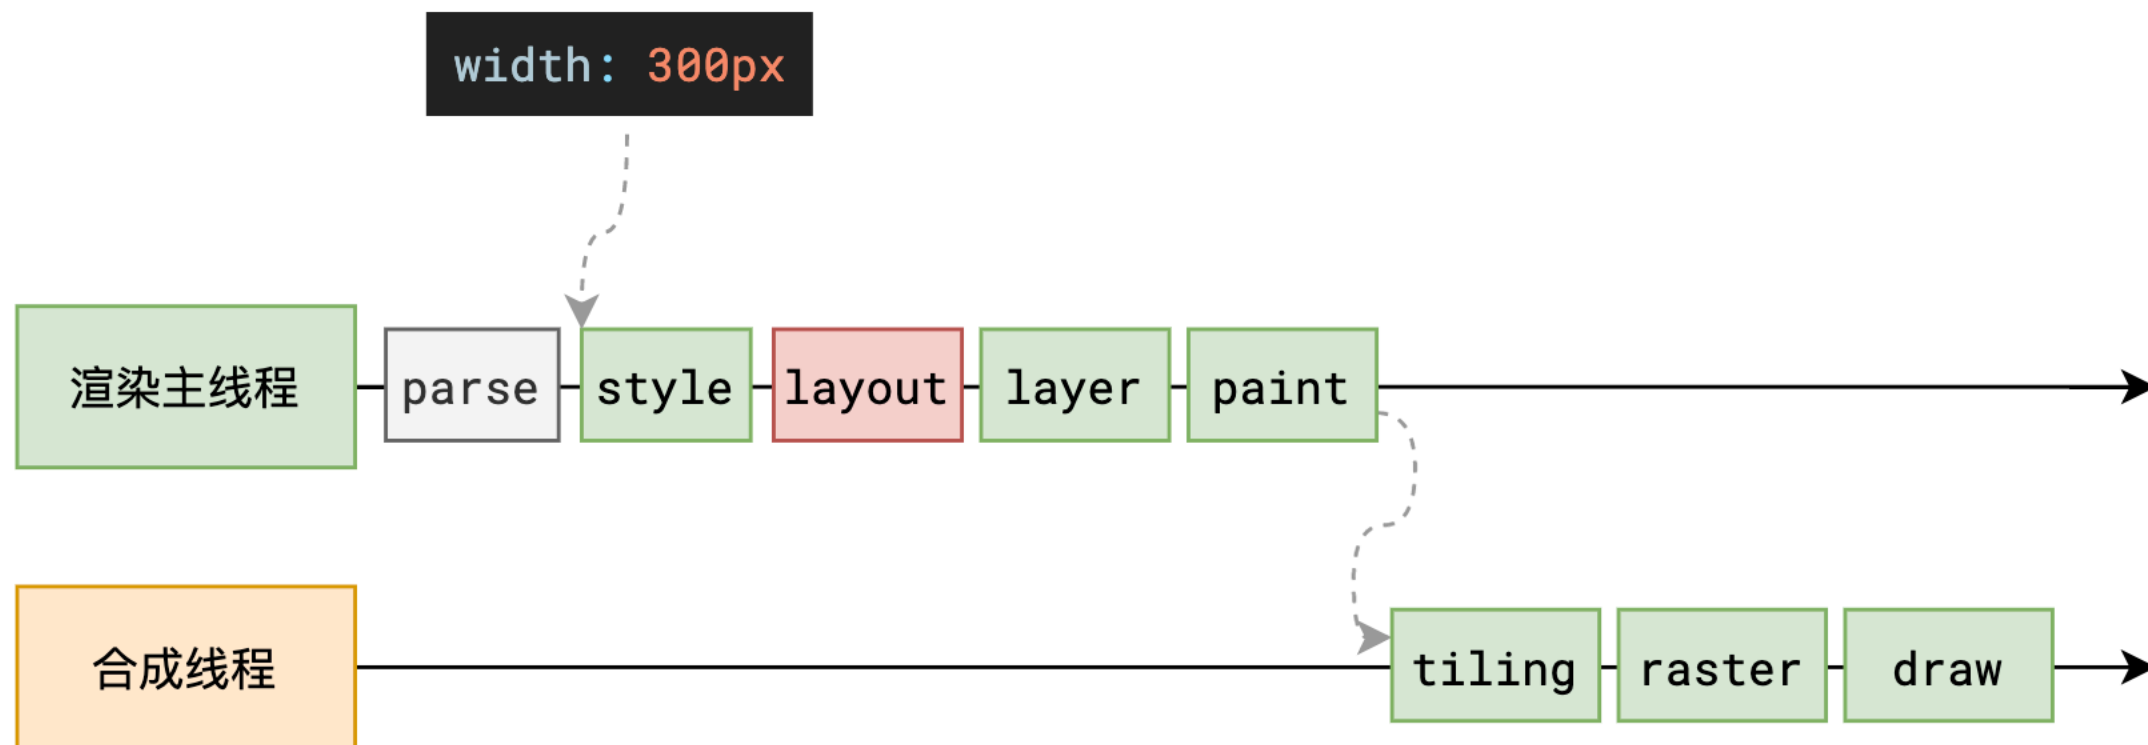 width: 300px
渲染主线程
parse
style
layout
layer
paint
合成线程
tiling
raster
draw